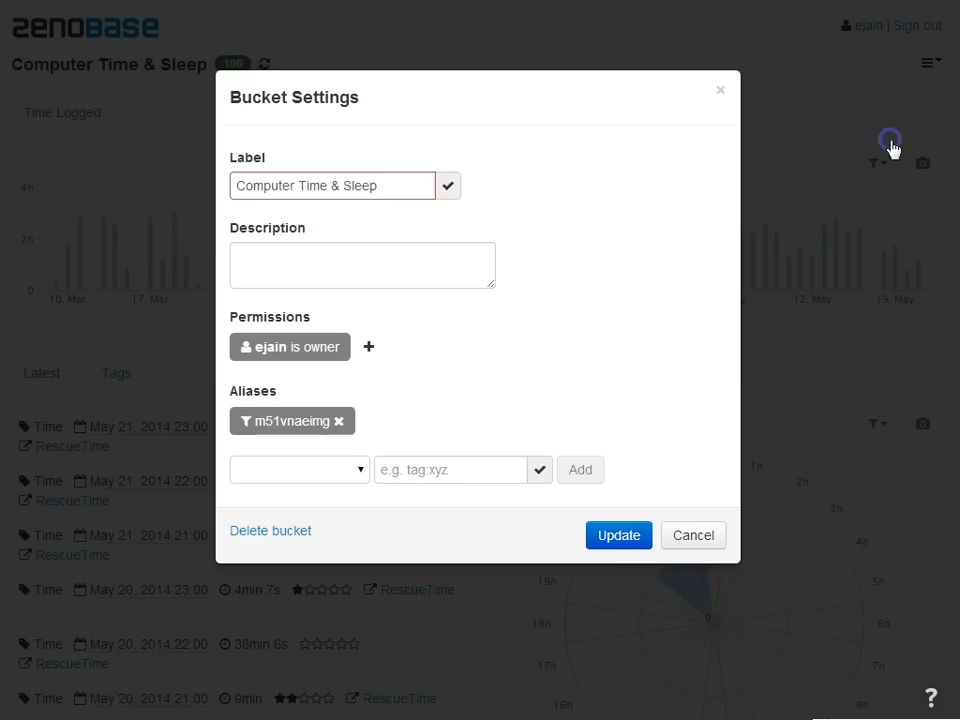 zenobase
ejain | Sign out
Computer Time & Sleep 196
Time Logged
Bucket Settings ×
Label
Computer Time & Sleep
Description
Permissions
ejain is owner
Aliases
m51vnaeimg
e.g. tag:xyz Add
Delete bucket Update Cancel
4h
2h
0
10. Mar 17. Mar 12. May 19. May
Latest Tags
Time May 21, 2014 23:00
RescueTime
Time May 21, 2014 22:00
RescueTime
Time May 21, 2014 21:00
RescueTime
Time May 20, 2014 23:00 4min 7s RescueTime
Time May 20, 2014 22:00 38min 6s
RescueTime
Time May 20, 2014 21:00 9min RescueTime
1h
2h
3h
4h
5h
6h
7h
8h
16h
17h
18h
19h
0
?